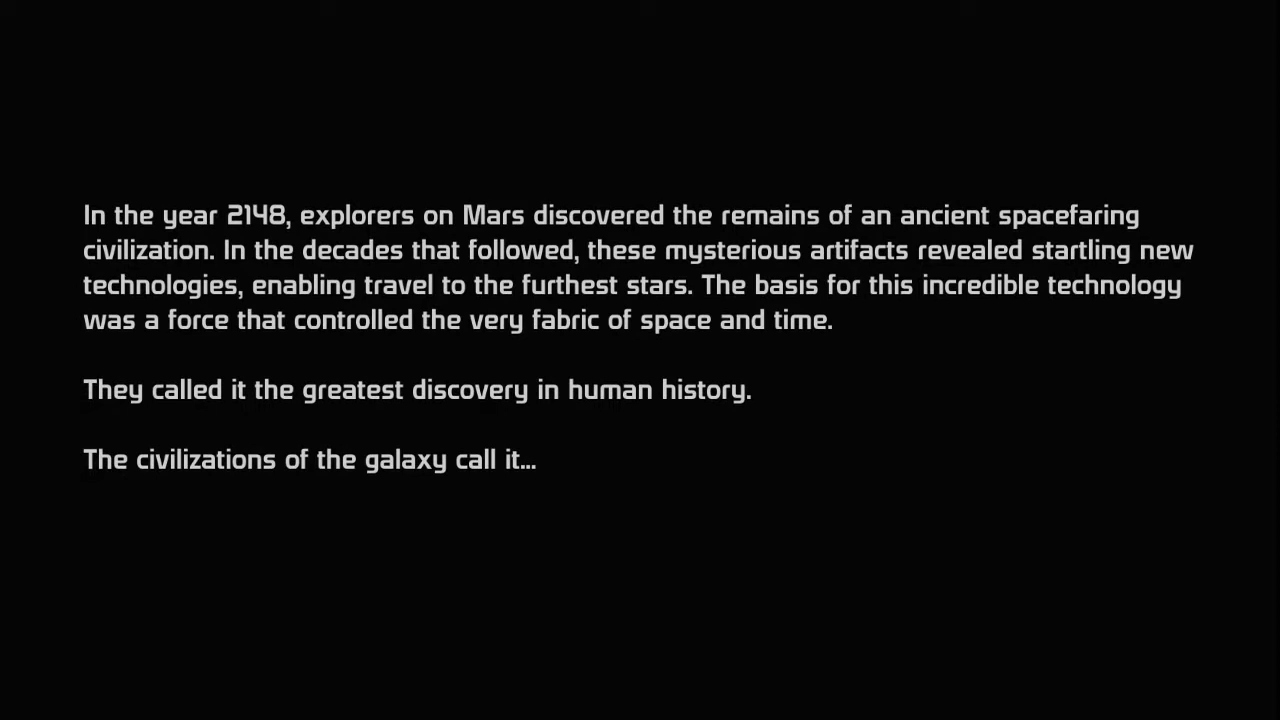 In the year 2148, explorers on Mars discovered the remains of an ancient spacefaring
civilization. In the decades that followed, these mysterious artifacts revealed startling new
technologies, enabling travel to the furthest stars. The basis for this incredible technology
was a force that controlled the very fabric of space and time.
They called it the greatest discovery in human history.
The civilizations of the galaxy call it...